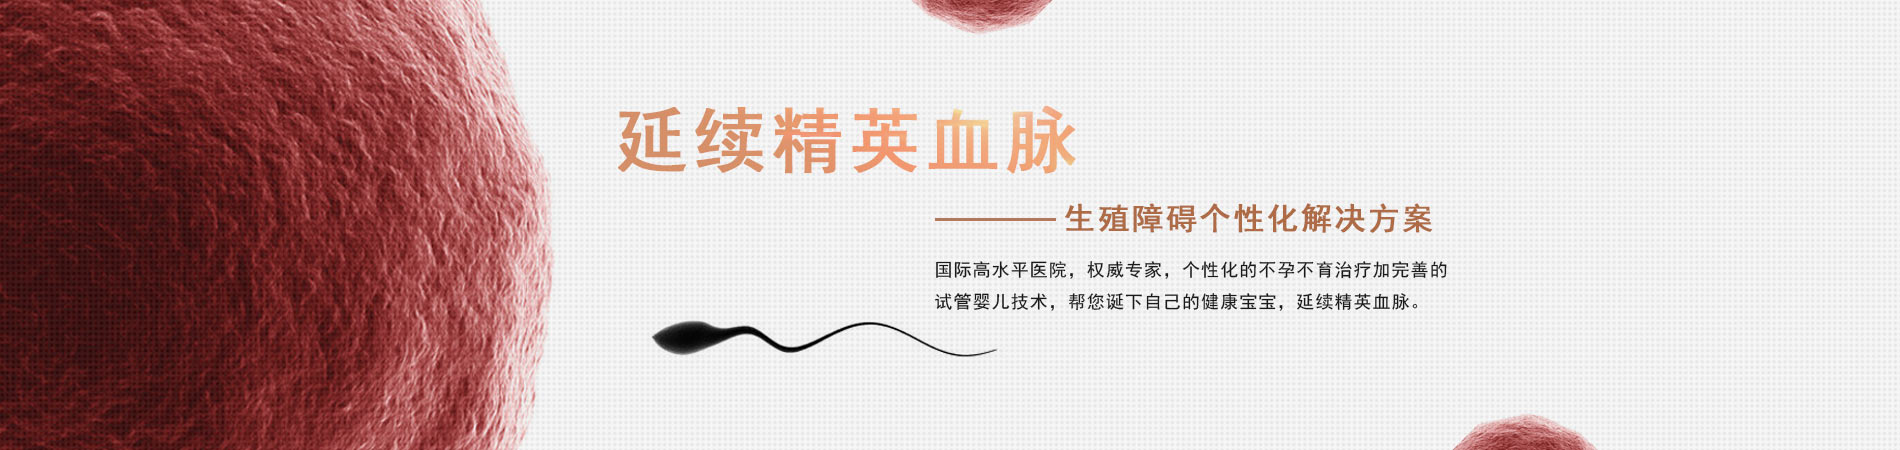 延续精英血脉
———生殖障碍个性化解决方案
国际高水平医院，权威专家，个性化的不孕不育治疗加完善的
试管婴儿技术，帮您诞下自己的健康宝宝，延续精英血脉。